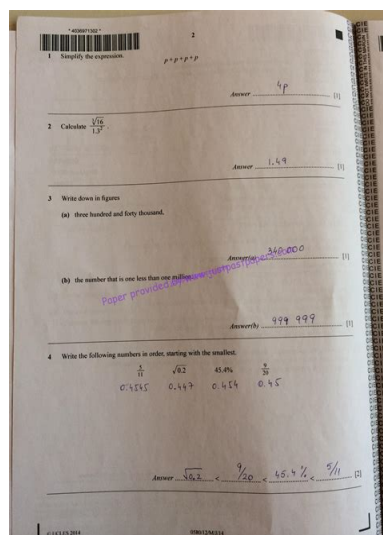 * 4036971302 *
2
1 Simplify the expression.
p + p + p + p
Answer 4p [1]
2 Calculate ∛16 / 1.3².
Answer 1.49 [1]
3 Write down in figures
(a) three hundred and forty thousand,
Answer(a) 340 000 [1]
(b) the number that is one less than one million.
Paper provided by www.justpastpapers.com
Answer(b) 999 999 [1]
4 Write the following numbers in order, starting with the smallest.
5/11 √0.2 45.4% 9/20
0.4545 0.447 0.454 0.45
Answer √0.2 < 9/20 < 45.4% < 5/11 [2]
© UCLES 2014